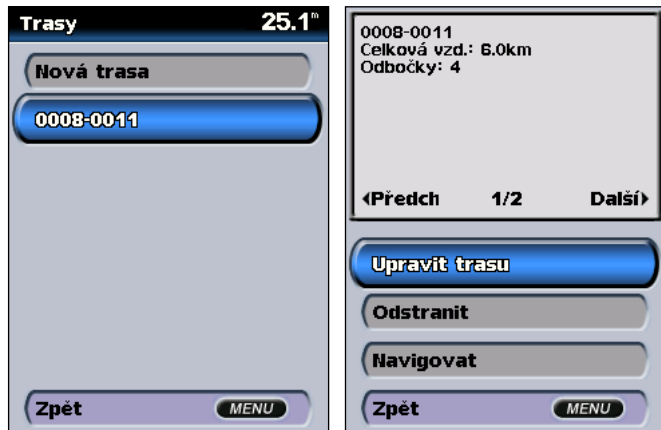 Trasy 25.1m
Nová trasa
0008-0011
Zpět MENU
0008-0011
Celková vzd.: 6.0km
Odbočky: 4
Předch 1/2 Další
Upravit trasu
Odstranit
Navigovat
Zpět MENU